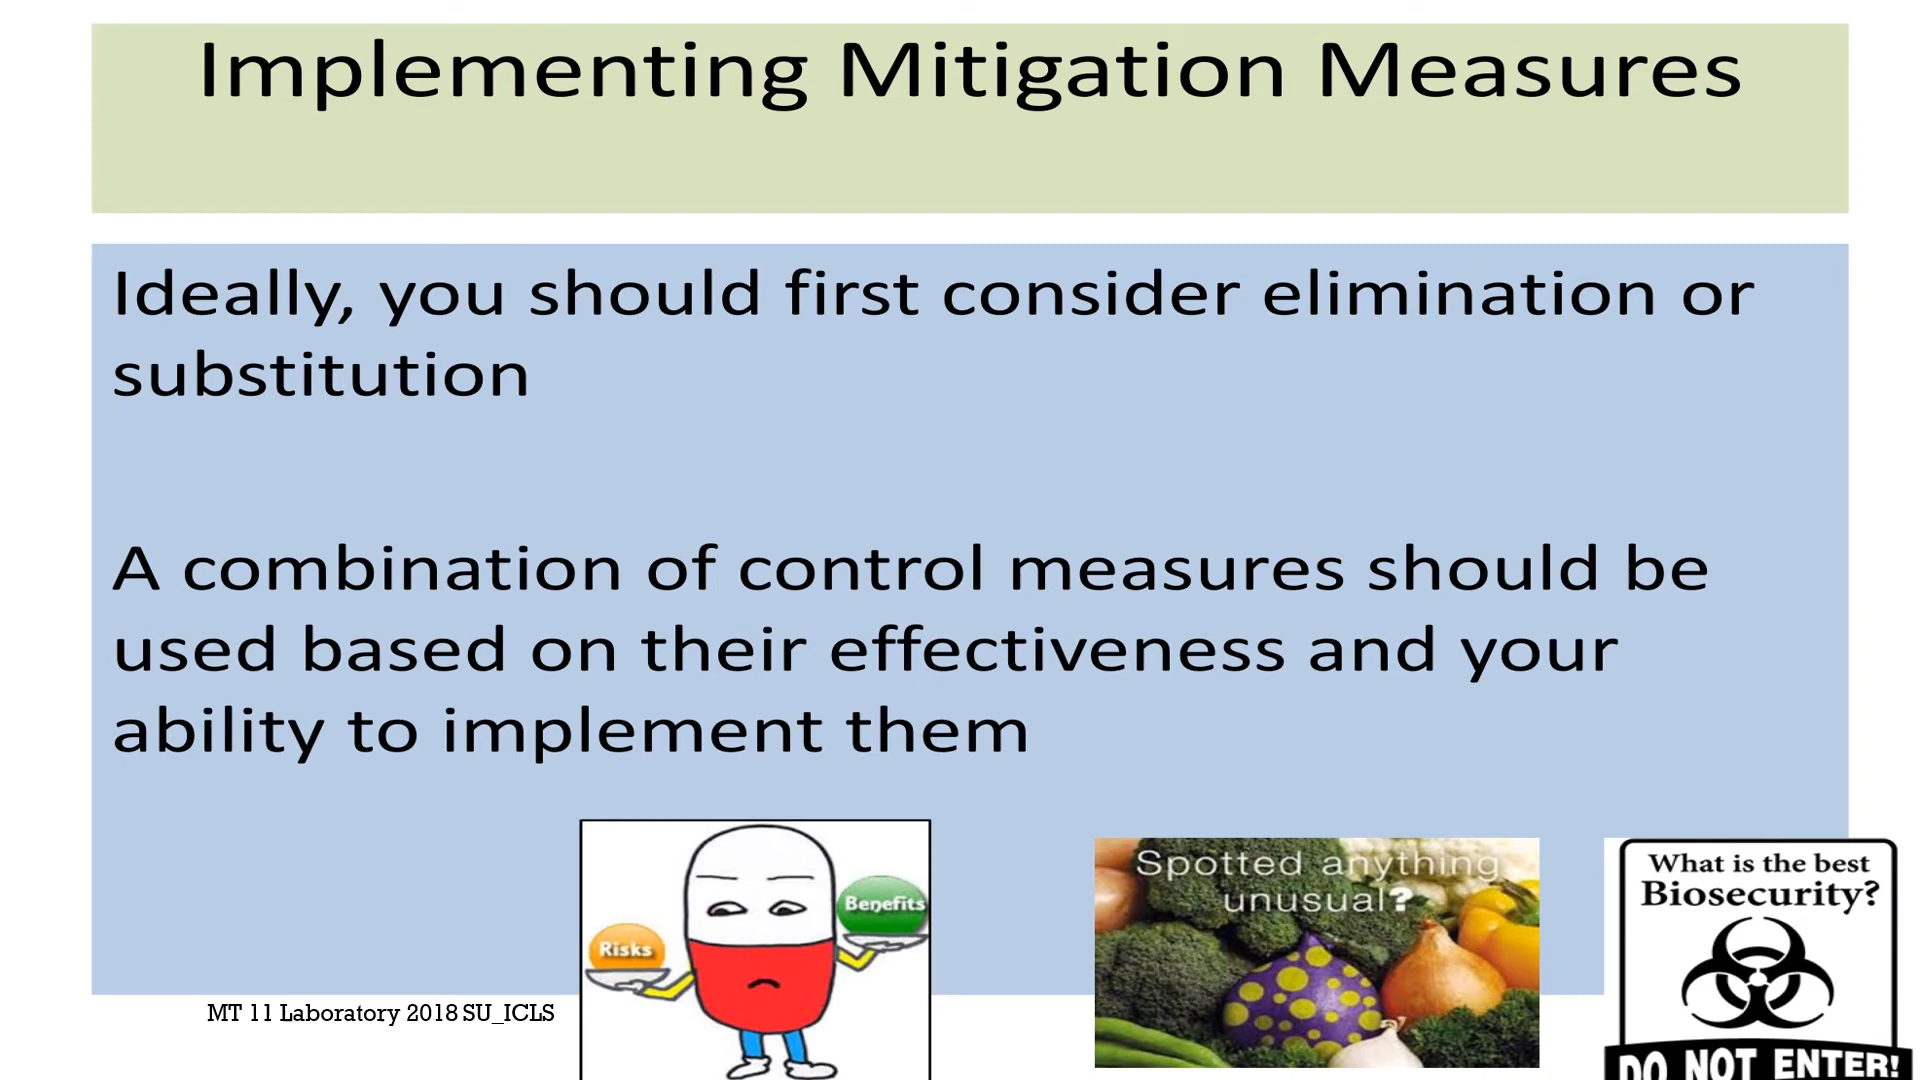 Implementing Mitigation Measures
Ideally, you should first consider elimination or
substitution
A combination of control measures should be
used based on their effectiveness and your
ability to implement them
Risks
Benefits
Spotted anything
unusual?
What is the best
Biosecurity?
DO NOT ENTER!
MT 11 Laboratory 2018 SU_ICLS